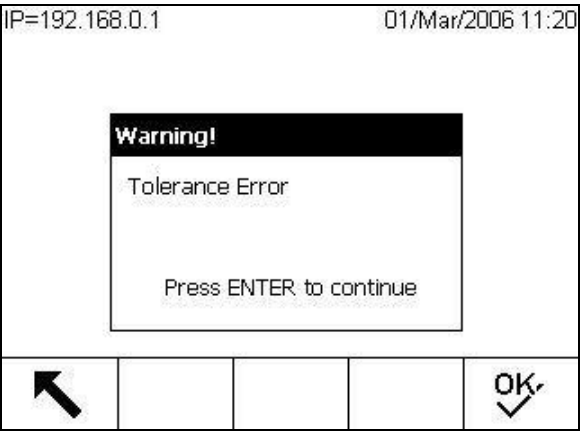 IP=192.168.0.1 01/Mar/2006 11:20
Warning!
Tolerance Error
Press ENTER to continue
OK